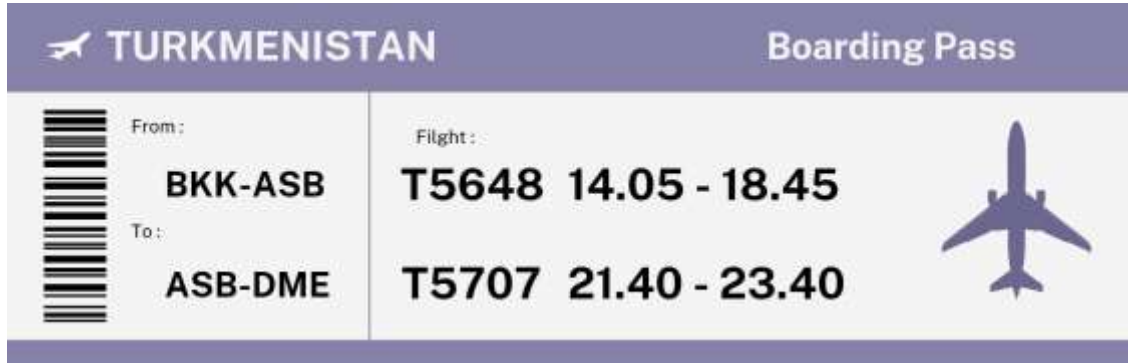 TURKMENISTAN
Boarding Pass
From :
BKK-ASB
To :
ASB-DME
Filght :
T5648 14.05 - 18.45
T5707 21.40 - 23.40